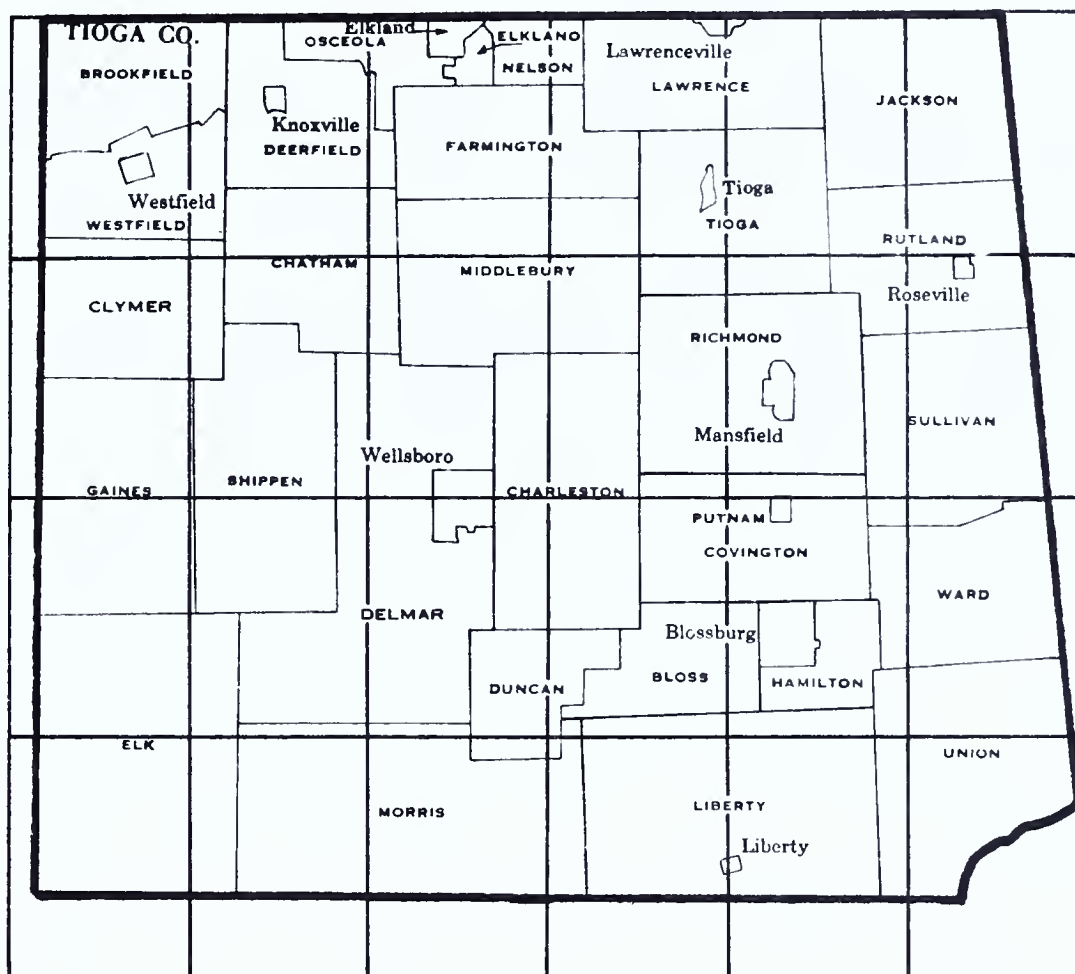 TIOGA CO.
Elkland
ELKLAND
OSCEOLA
NELSON
Lawrenceville
LAWRENCE
BROOKFIELD
JACKSON
Knoxville
DEERFIELD
FARMINGTON
Westfield
WESTFIELD
Tioga
TIOGA
RUTLAND
CHATHAM
MIDDLEBURY
Roseville
CLYMER
RICHMOND
Mansfield
SULLIVAN
Wellsboro
GAINES
SHIPPEN
CHARLESTON
PUTNAM
COVINGTON
WARD
DELMAR
Blossburg
BLOSS
HAMILTON
DUNCAN
ELK
UNION
MORRIS
LIBERTY
Liberty